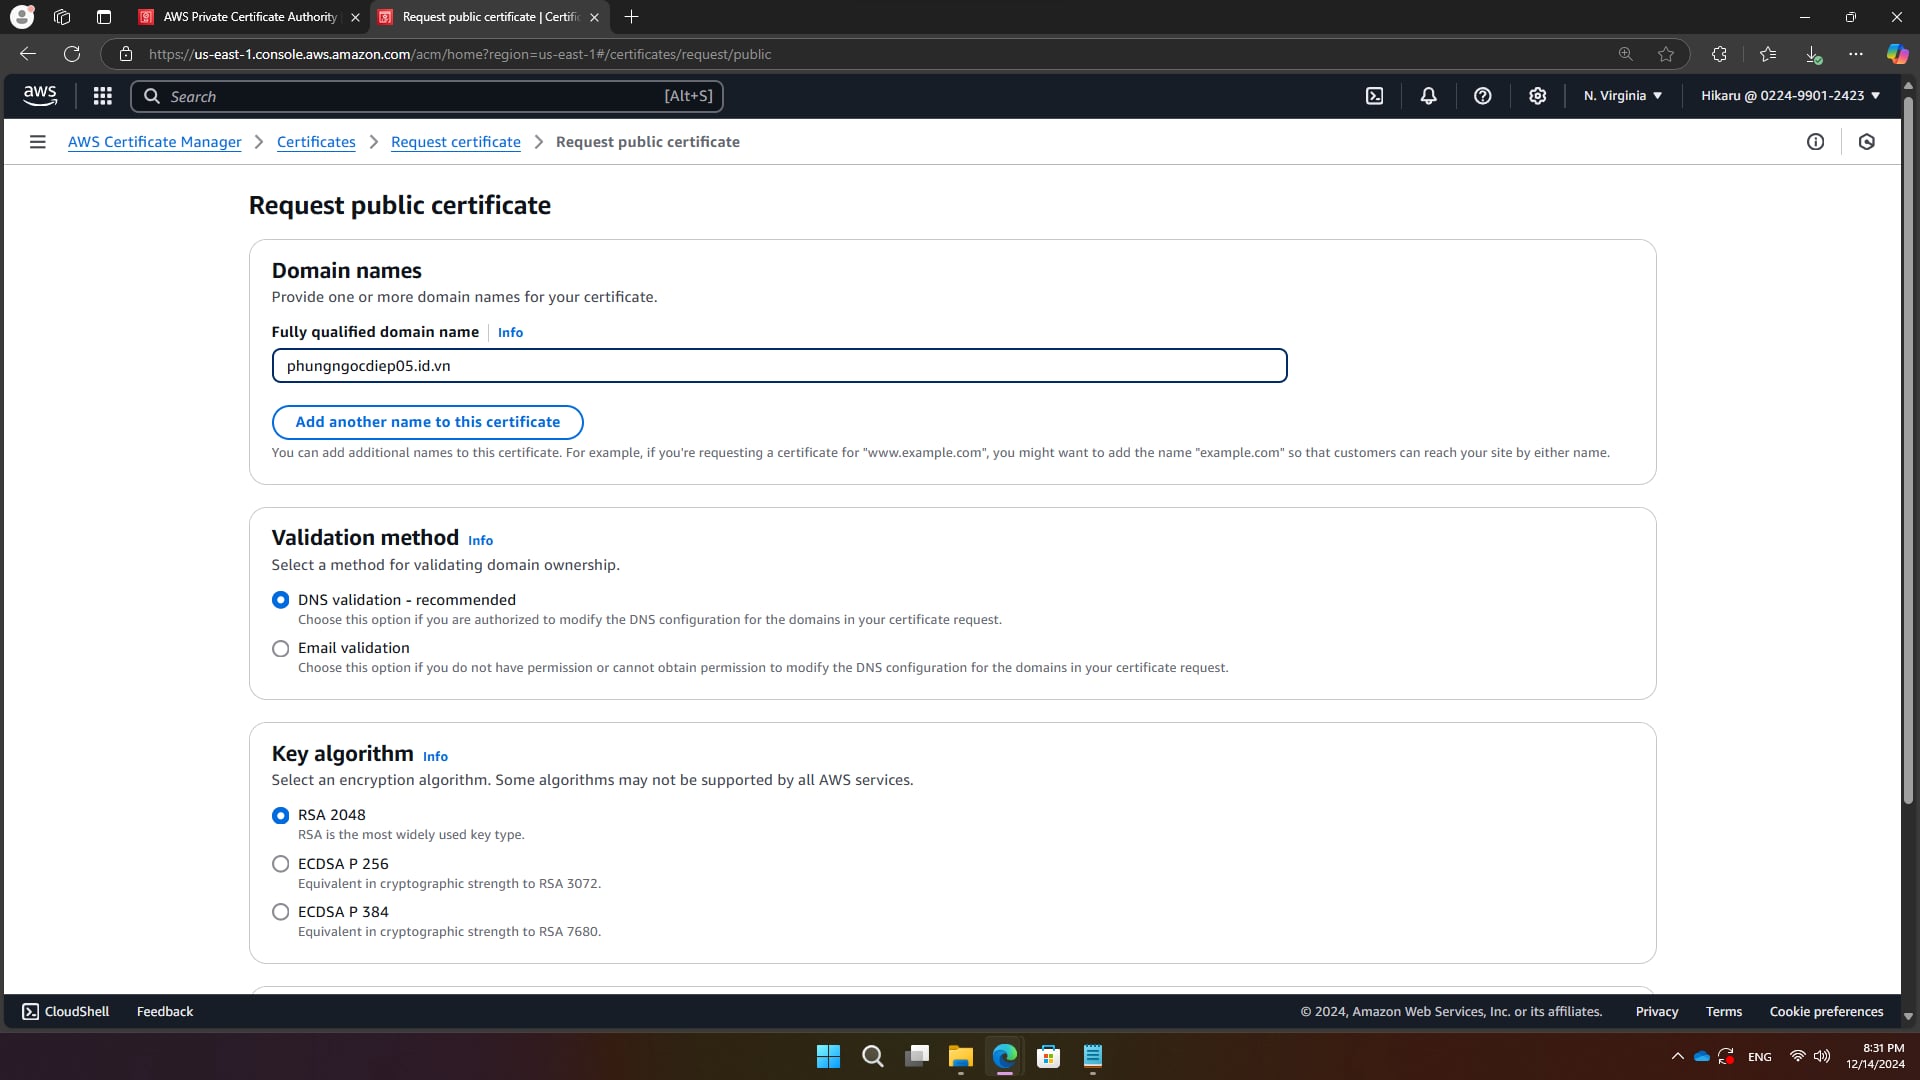 AWS Private Certificate Authority
Request public certificate | Certific
https://us-east-1.console.aws.amazon.com/acm/home?region=us-east-1#/certificates/request/public
aws
Search
[Alt+S]
N. Virginia
Hikaru @ 0224-9901-2423
AWS Certificate Manager
Certificates
Request certificate
Request public certificate
Request public certificate
Domain names
Provide one or more domain names for your certificate.
Fully qualified domain name
Info
phungngocdiep05.id.vn
Add another name to this certificate
You can add additional names to this certificate. For example, if you're requesting a certificate for "www.example.com", you might want to add the name "example.com" so that customers can reach your site by either name.
Validation method Info
Select a method for validating domain ownership.
DNS validation - recommended
Choose this option if you are authorized to modify the DNS configuration for the domains in your certificate request.
Email validation
Choose this option if you do not have permission or cannot obtain permission to modify the DNS configuration for the domains in your certificate request.
Key algorithm Info
Select an encryption algorithm. Some algorithms may not be supported by all AWS services.
RSA 2048
RSA is the most widely used key type.
ECDSA P 256
Equivalent in cryptographic strength to RSA 3072.
ECDSA P 384
Equivalent in cryptographic strength to RSA 7680.
CloudShell
Feedback
© 2024, Amazon Web Services, Inc. or its affiliates.
Privacy
Terms
Cookie preferences
ENG
8:31 PM
12/14/2024